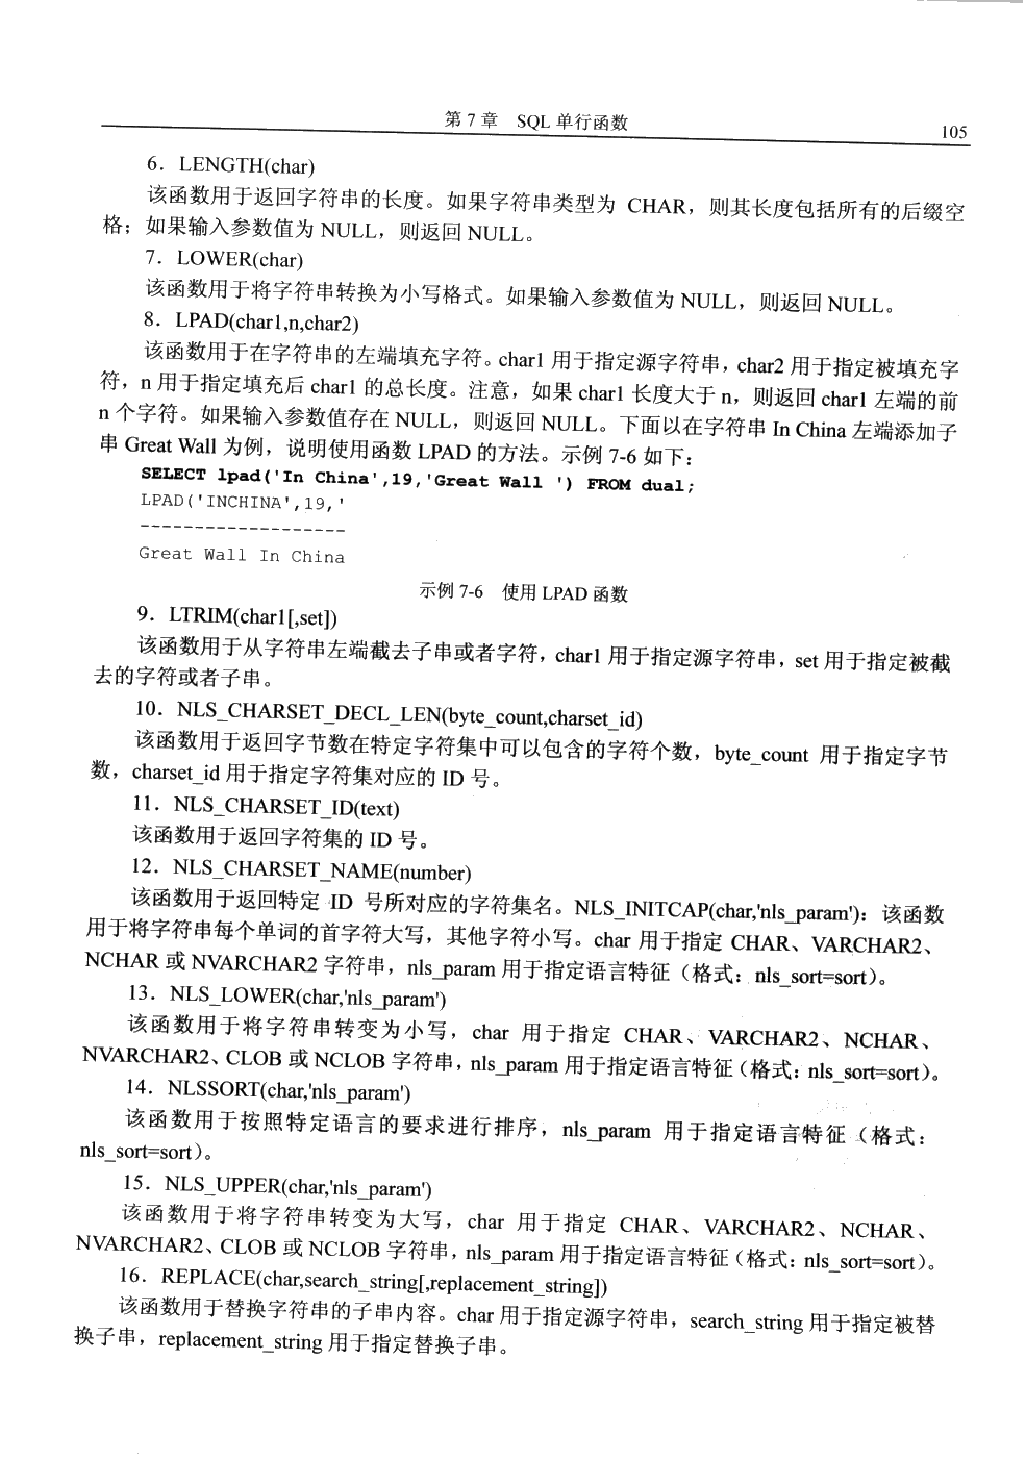 第 7 章 SQL 单行函数
105
6．LENGTH(char)
该函数用于返回字符串的长度。如果字符串类型为 CHAR，则其长度包括所有的后缀空
格；如果输入参数值为 NULL，则返回 NULL。
7．LOWER(char)
该函数用于将字符串转换为小写格式。如果输入参数值为 NULL，则返回 NULL。
8．LPAD(char1,n,char2)
该函数用于在字符串的左端填充字符。char1 用于指定源字符串，char2 用于指定被填充字
符，n 用于指定填充后 char1 的总长度。注意，如果 char1 长度大于 n，则返回 char1 左端的前
n 个字符。如果输入参数值存在 NULL，则返回 NULL。下面以在字符串 In China 左端添加子
串 Great Wall 为例，说明使用函数 LPAD 的方法。示例 7-6 如下：
SELECT lpad('In China',19,'Great Wall ') FROM dual;
LPAD('INCHINA',19,'
-------------------
Great Wall In China
示例 7-6 使用 LPAD 函数
9．LTRIM(char1[,set])
该函数用于从字符串左端截去子串或者字符，char1 用于指定源字符串，set 用于指定被截
去的字符或者子串。
10．NLS_CHARSET_DECL_LEN(byte_count,charset_id)
该函数用于返回字节数在特定字符集中可以包含的字符个数，byte_count 用于指定字节
数，charset_id 用于指定字符集对应的 ID 号。
11．NLS_CHARSET_ID(text)
该函数用于返回字符集的 ID 号。
12．NLS_CHARSET_NAME(number)
该函数用于返回特定 ID 号所对应的字符集名。NLS_INITCAP(char,'nls_param')：该函数
用于将字符串每个单词的首字符大写，其他字符小写。char 用于指定 CHAR、VARCHAR2、
NCHAR 或 NVARCHAR2 字符串，nls_param 用于指定语言特征（格式：nls_sort=sort）。
13．NLS_LOWER(char,'nls_param')
该函数用于将字符串转变为小写，char 用于指定 CHAR、VARCHAR2、NCHAR、
NVARCHAR2、CLOB 或 NCLOB 字符串，nls_param 用于指定语言特征（格式：nls_sort=sort）。
14．NLSSORT(char,'nls_param')
该函数用于按照特定语言的要求进行排序，nls_param 用于指定语言特征（格式：
nls_sort=sort）。
15．NLS_UPPER(char,'nls_param')
该函数用于将字符串转变为大写，char 用于指定 CHAR、VARCHAR2、NCHAR、
NVARCHAR2、CLOB 或 NCLOB 字符串，nls_param 用于指定语言特征（格式：nls_sort=sort）。
16．REPLACE(char,search_string[,replacement_string])
该函数用于替换字符串的子串内容。char 用于指定源字符串，search_string 用于指定被替
换子串，replacement_string 用于指定替换子串。